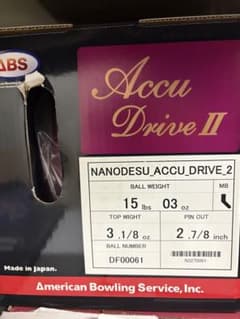 ABS
Accu
Drive II
NANODESU_ACCU_DRIVE_2
BALL WEIGHT
MB
15 lbs 03 oz
TOP WIGHT PIN OUT
3 .1/8 oz 2 .7/8 inch
BALL NUMBER
DF00061
Made in Japan.
American Bowling Service, Inc.